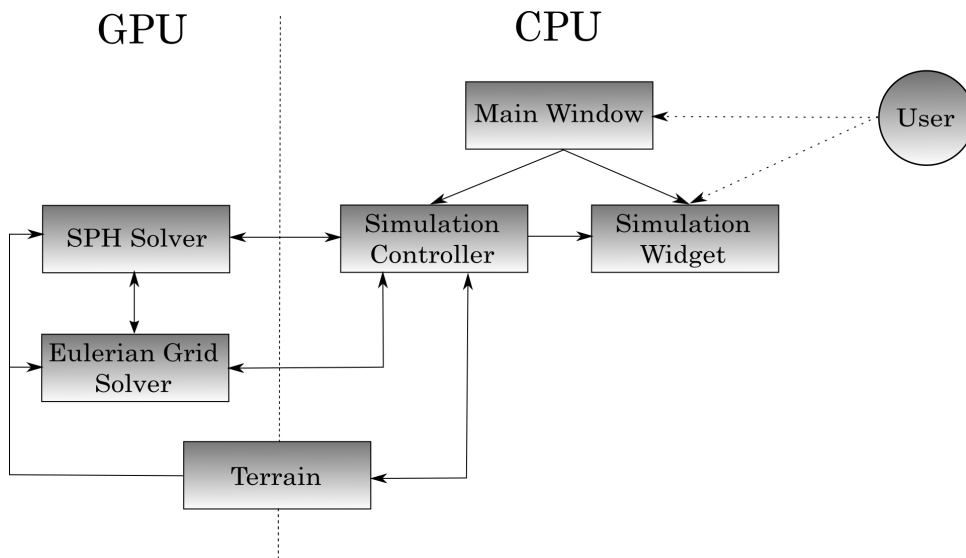 GPU
CPU
Main Window
User
SPH Solver
Simulation
Controller
Simulation
Widget
Eulerian Grid
Solver
Terrain